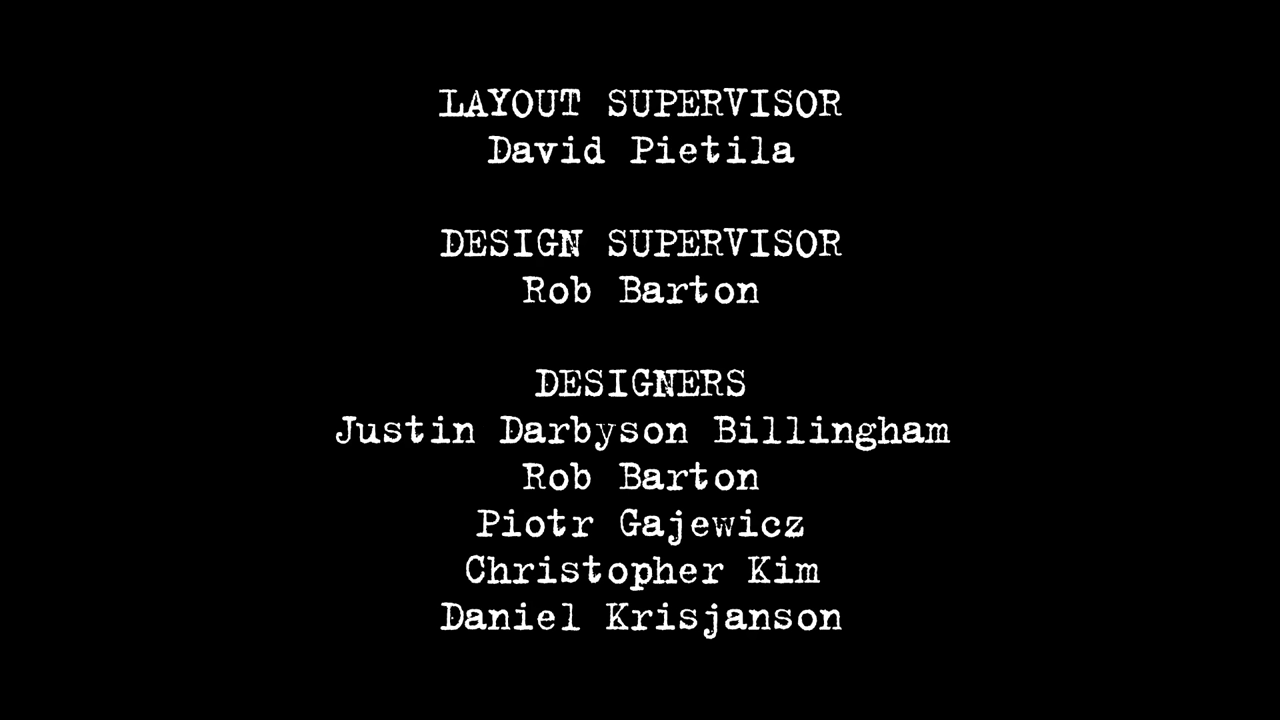 LAYOUT SUPERVISOR
David Pietila
DESIGN SUPERVISOR
Rob Barton
DESIGNERS
Justin Darbyson Billingham
Rob Barton
Piotr Gajewicz
Christopher Kim
Daniel Krisjanson